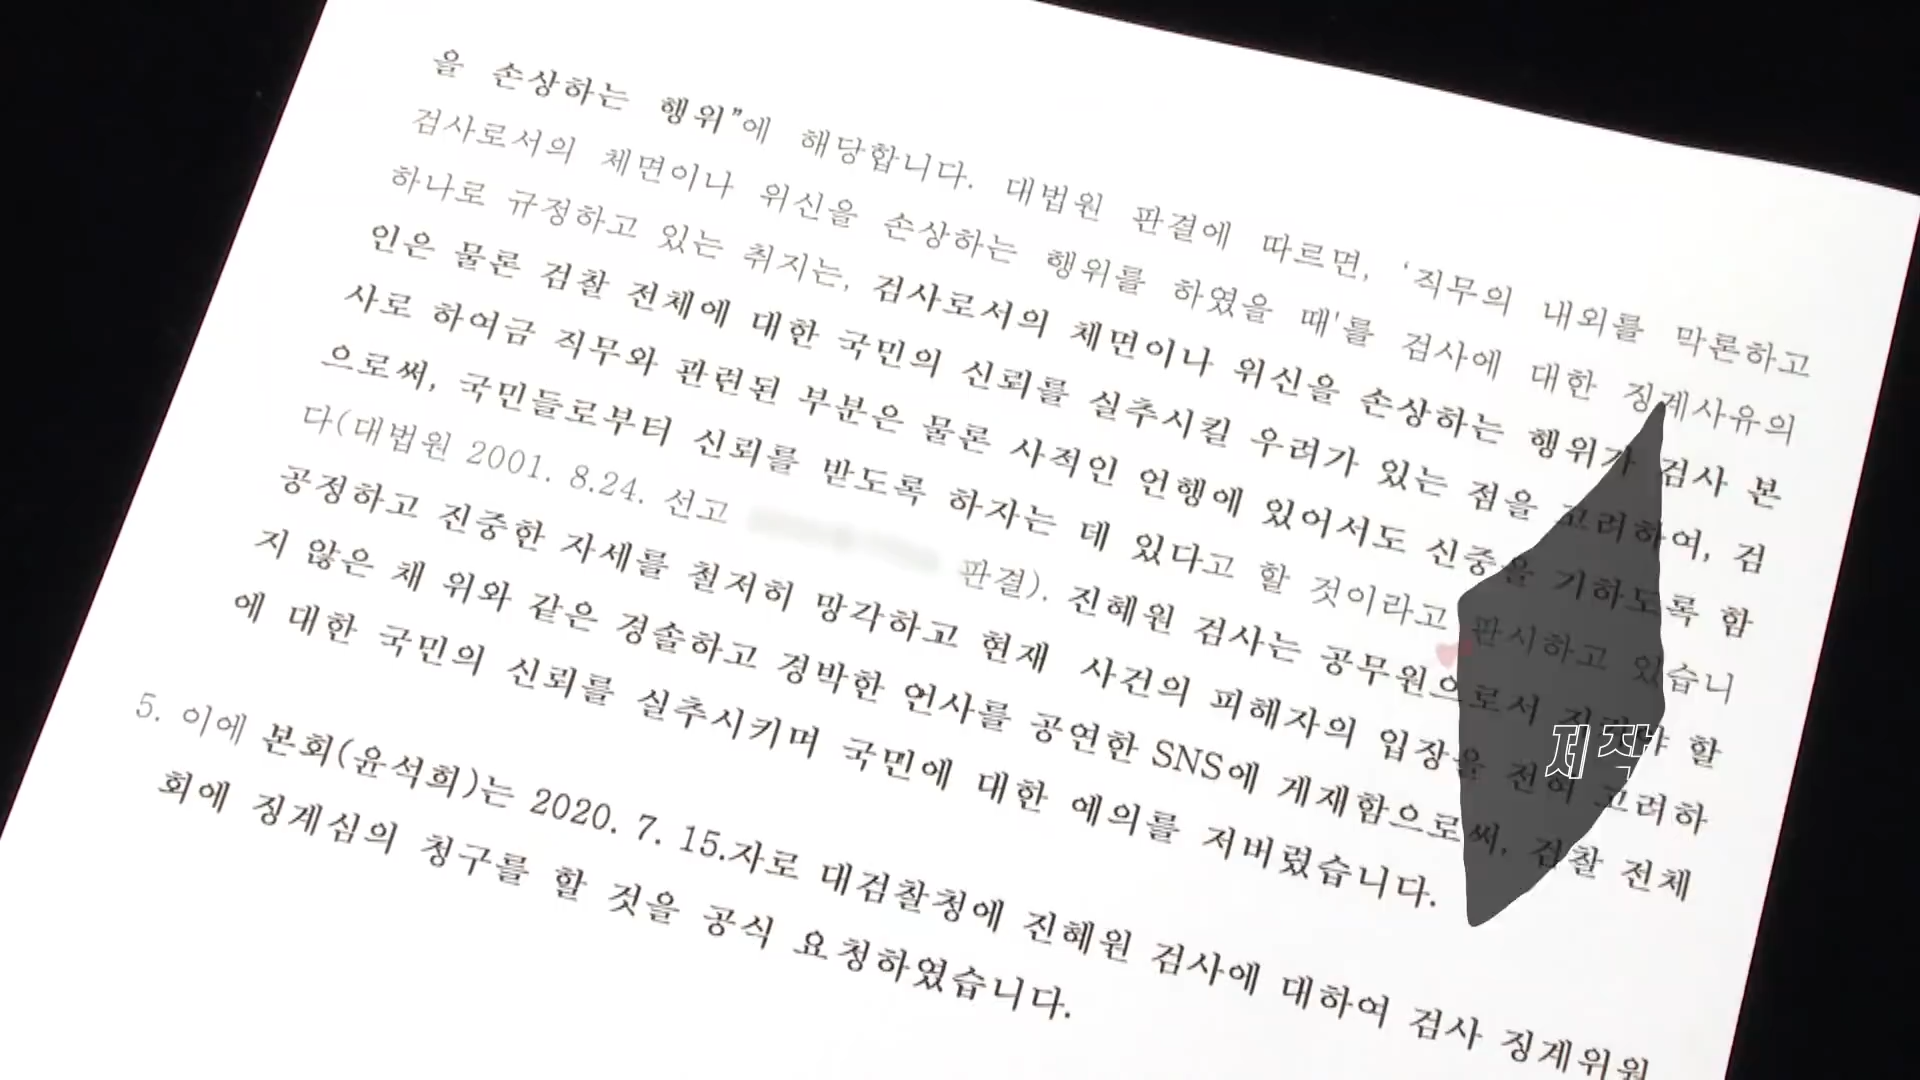 을 손상하는 행위”에 해당합니다. 대법원 판결에 따르면, ‘직무의 내외를 막론하고
검사로서의 체면이나 위신을 손상하는 행위를 하였을 때'를 검사에 대한 징계사유의
하나로 규정하고 있는 취지는, 검사로서의 체면이나 위신을 손상하는 행위가 검사 본
인은 물론 검찰 전체에 대한 국민의 신뢰를 실추시킬 우려가 있는 점을 고려하여, 검
사로 하여금 직무와 관련된 부분은 물론 사적인 언행에 있어서도 신중을 기하도록 함
으로써, 국민들로부터 신뢰를 받도록 하자는 데 있다고 할 것이라고 판시하고 있습니
다(대법원 2001. 8.24. 선고 판결). 진혜원 검사는 공무원으로서 지켜야 할
공정하고 진중한 자세를 철저히 망각하고 현재 사건의 피해자의 입장을 전혀 고려하
지 않은 채 위와 같은 경솔하고 경박한 언사를 공연한 SNS에 게재함으로써, 검찰 전체
에 대한 국민의 신뢰를 실추시키며 국민에 대한 예의를 저버렸습니다.
5. 이에 본회(윤석희)는 2020. 7. 15.자로 대검찰청에 진혜원 검사에 대하여 검사 징계위원
회에 징계심의 청구를 할 것을 공식 요청하였습니다.
제작